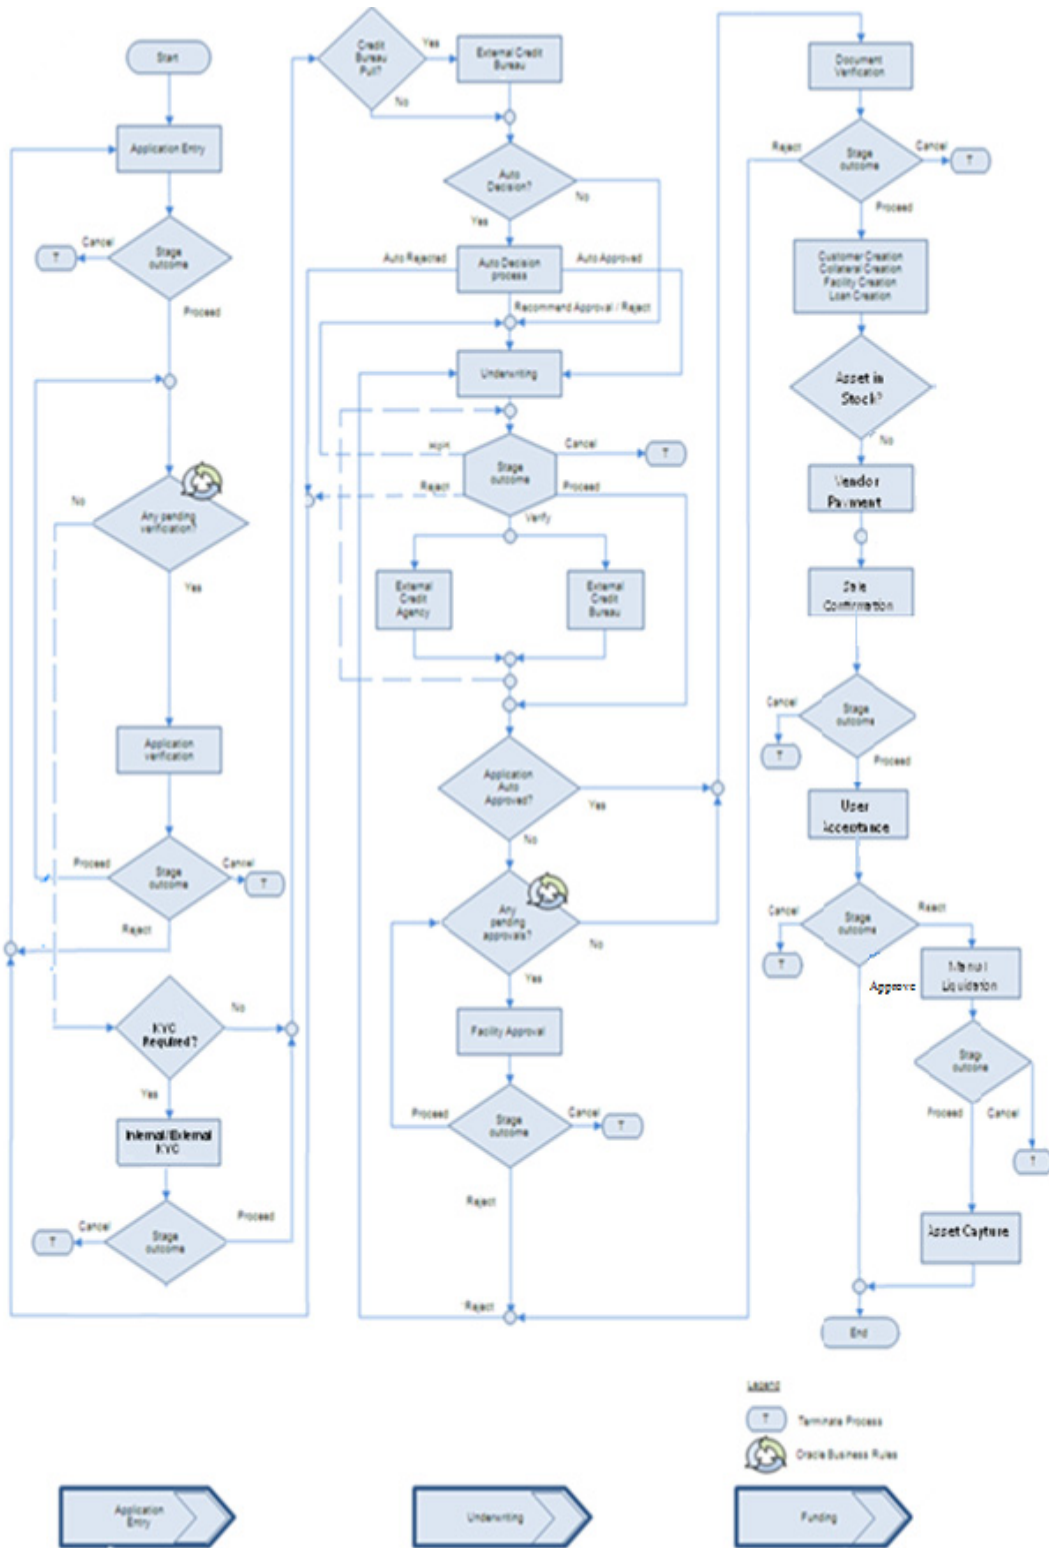 Start
Application Entry
Stage
outcome
Cancel
T
Proceed
Any pending
verification?
No
Yes
Application
verification
Stage
outcome
Proceed
Cancel
T
Reject
KYC
Required?
No
Yes
Internal/External
KYC
Stage
outcome
Cancel
T
Proceed
Credit
Bureau
Pull?
Yes
No
External Credit
Bureau
Auto
Decision?
No
Yes
Auto Rejected
Auto Decision
process
Auto Approved
Recommend Approval / Reject
Underwriting
Stage
outcome
Cancel
T
Reject
Proceed
Verify
External
Credit
Agency
External
Credit
Bureau
Application
Auto
Approved?
Yes
No
Any
pending
approvals?
No
Yes
Facility Approval
Stage
outcome
Proceed
Cancel
T
Reject
Reject
Document
Verification
Stage
outcome
Reject
Cancel
T
Proceed
Customer Creation
Collateral Creation
Facility Creation
Loan Creation
Asset in
Stock?
No
Vendor
Payment
Sale
Confirmation
Stage
outcome
Cancel
T
Proceed
User
Acceptance
Stage
outcome
Cancel
T
Reject
Approve
Manual
Liquidation
Stage
outcome
Proceed
Cancel
T
Asset Capture
End
Legend
T
Terminate Process
Oracle Business Rules
Application
Entry
Underwriting
Funding